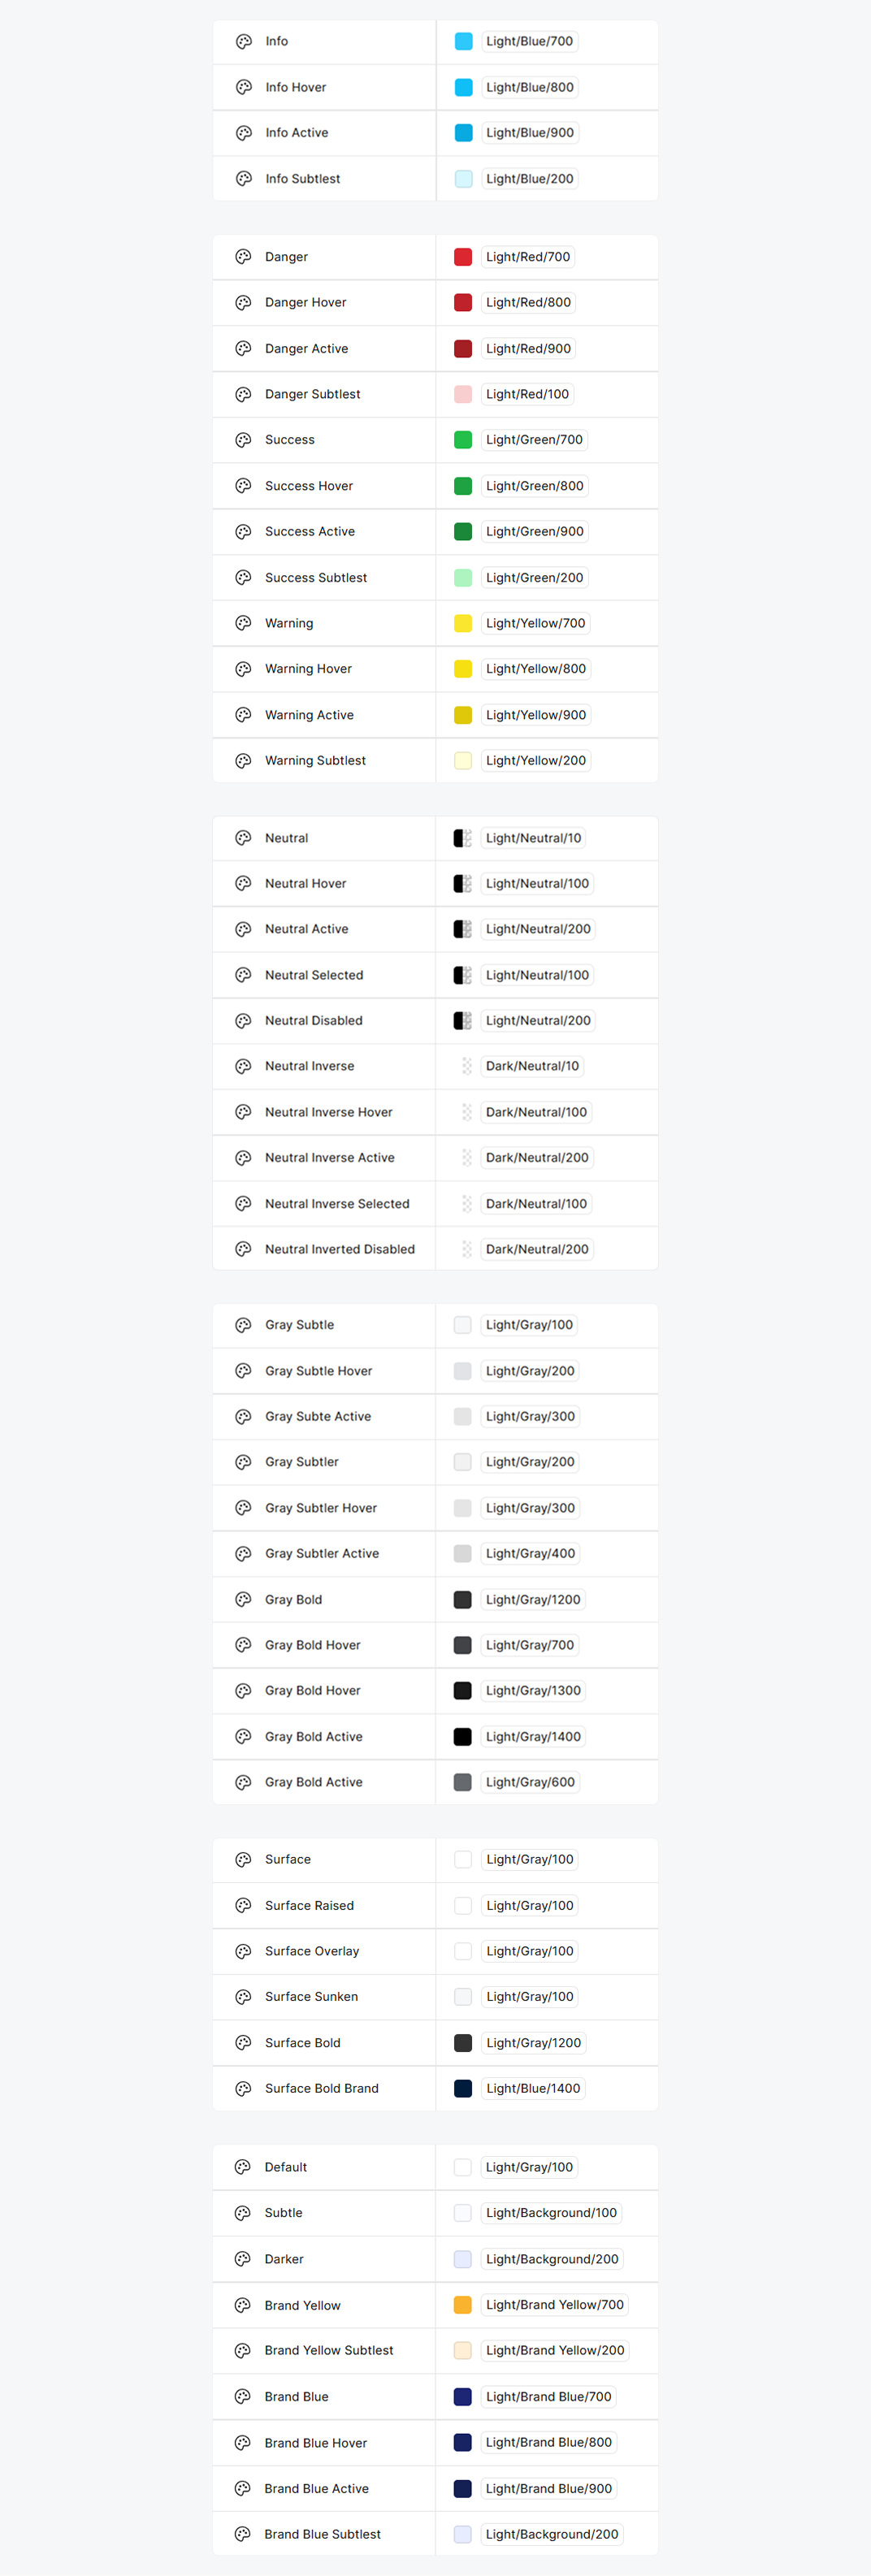 Info Light/Blue/700
Info Hover Light/Blue/800
Info Active Light/Blue/900
Info Subtlest Light/Blue/200
Danger Light/Red/700
Danger Hover Light/Red/800
Danger Active Light/Red/900
Danger Subtlest Light/Red/100
Success Light/Green/700
Success Hover Light/Green/800
Success Active Light/Green/900
Success Subtlest Light/Green/200
Warning Light/Yellow/700
Warning Hover Light/Yellow/800
Warning Active Light/Yellow/900
Warning Subtlest Light/Yellow/200
Neutral Light/Neutral/10
Neutral Hover Light/Neutral/100
Neutral Active Light/Neutral/200
Neutral Selected Light/Neutral/100
Neutral Disabled Light/Neutral/200
Neutral Inverse Dark/Neutral/10
Neutral Inverse Hover Dark/Neutral/100
Neutral Inverse Active Dark/Neutral/200
Neutral Inverse Selected Dark/Neutral/100
Neutral Inverted Disabled Dark/Neutral/200
Gray Subtle Light/Gray/100
Gray Subtle Hover Light/Gray/200
Gray Subte Active Light/Gray/300
Gray Subtler Light/Gray/200
Gray Subtler Hover Light/Gray/300
Gray Subtler Active Light/Gray/400
Gray Bold Light/Gray/1200
Gray Bold Hover Light/Gray/700
Gray Bold Hover Light/Gray/1300
Gray Bold Active Light/Gray/1400
Gray Bold Active Light/Gray/600
Surface Light/Gray/100
Surface Raised Light/Gray/100
Surface Overlay Light/Gray/100
Surface Sunken Light/Gray/100
Surface Bold Light/Gray/1200
Surface Bold Brand Light/Blue/1400
Default Light/Gray/100
Subtle Light/Background/100
Darker Light/Background/200
Brand Yellow Light/Brand Yellow/700
Brand Yellow Subtlest Light/Brand Yellow/200
Brand Blue Light/Brand Blue/700
Brand Blue Hover Light/Brand Blue/800
Brand Blue Active Light/Brand Blue/900
Brand Blue Subtlest Light/Background/200